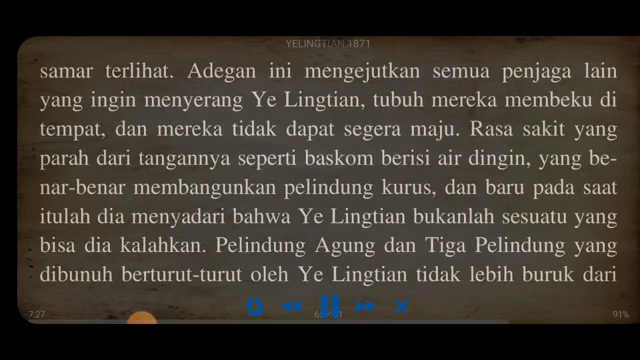 YELINGTIAN 1871
samar terlihat. Adegan ini mengejutkan semua penjaga lain
yang ingin menyerang Ye Lingtian, tubuh mereka membeku di
tempat, dan mereka tidak dapat segera maju. Rasa sakit yang
parah dari tangannya seperti baskom berisi air dingin, yang be-
nar-benar membangunkan pelindung kurus, dan baru pada saat
itulah dia menyadari bahwa Ye Lingtian bukanlah sesuatu yang
bisa dia kalahkan. Pelindung Agung dan Tiga Pelindung yang
dibunuh berturut-turut oleh Ye Lingtian tidak lebih buruk dari
7:27
91%